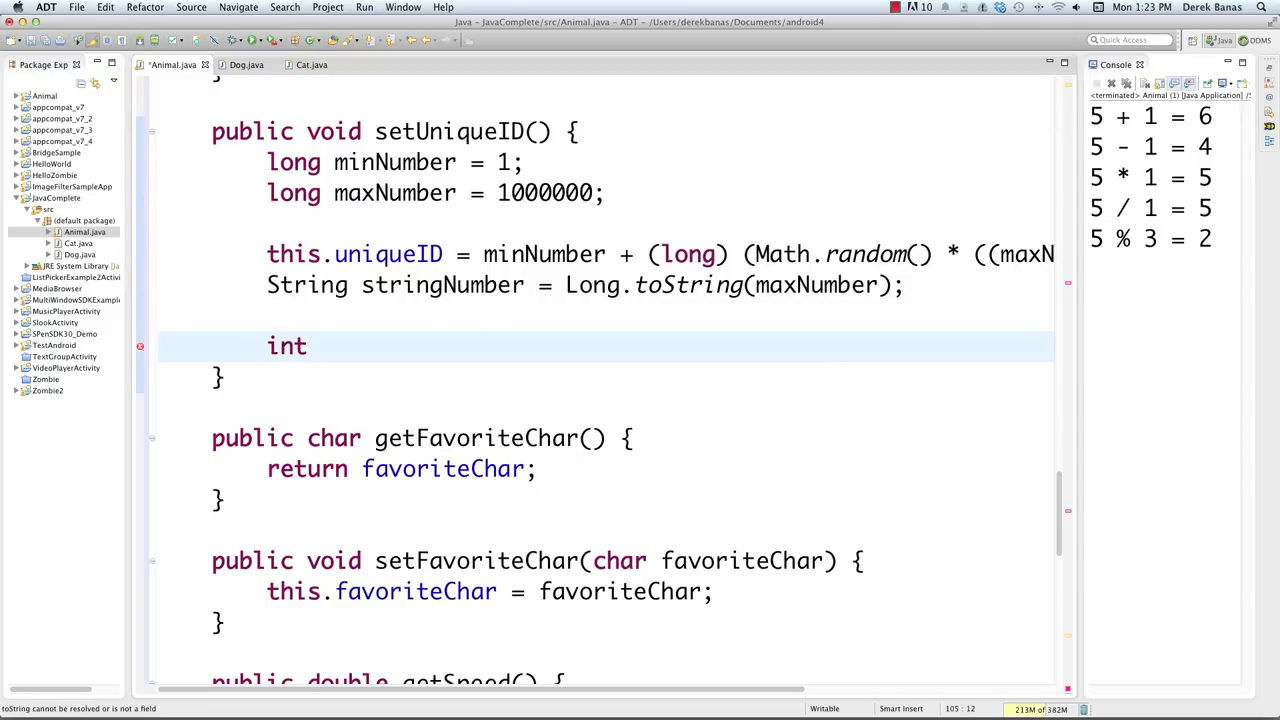 ADT File Edit Refactor Source Navigate Search Project Run Window Help
10 Mon 1:23 PM Derek Banas
Java – JavaComplete/src/Animal.java – ADT – /Users/derekbanas/Documents/android4
Quick Access Java DDMS
Package Exp
*Animal.java Dog.java Cat.java
Console
<terminated> Animal (1) [Java Application] /S
Animal
appcompat_v7
appcompat_v7_2
appcompat_v7_3
appcompat_v7_4
BridgeSample
HelloWorld
HelloZombie
ImageFilterSampleApp
JavaComplete
src
(default package)
Animal.java
Cat.java
Dog.java
JRE System Library [Ja
ListPickerExample2Activi
MediaBrowser
MultiWindowSDKExample
MusicPlayerActivity
SlookActivity
SPenSDK30_Demo
TestAndroid
TextGroupActivity
VideoPlayerActivity
Zombie
Zombie2
}
public void setUniqueID() {
long minNumber = 1;
long maxNumber = 1000000;
this.uniqueID = minNumber + (long) (Math.random() * ((maxN
String stringNumber = Long.toString(maxNumber);
int
}
public char getFavoriteChar() {
return favoriteChar;
}
public void setFavoriteChar(char favoriteChar) {
this.favoriteChar = favoriteChar;
}
public double getSpeed() {
5 + 1 = 6
5 - 1 = 4
5 * 1 = 5
5 / 1 = 5
5 % 3 = 2
toString cannot be resolved or is not a field
Writable Smart Insert 105 : 12 213M of 382M